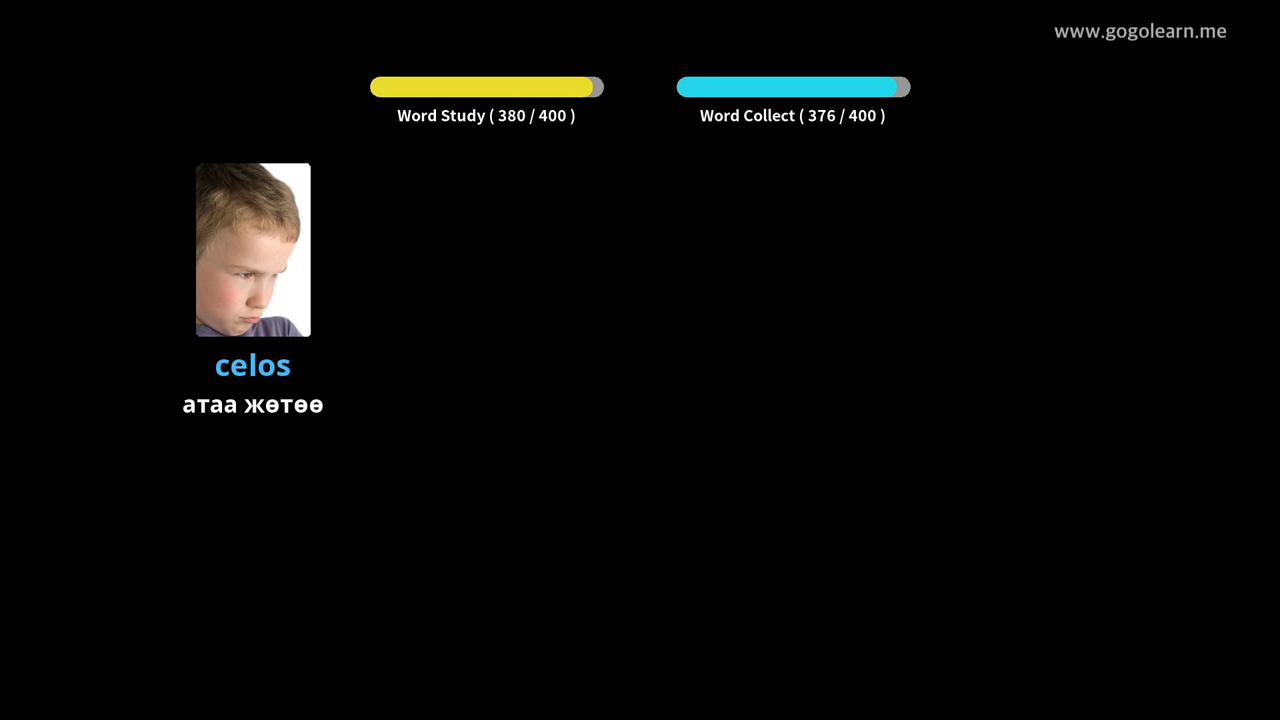 www.gogolearn.me
Word Study ( 380 / 400 )
Word Collect ( 376 / 400 )
celos
атаа жөтөө